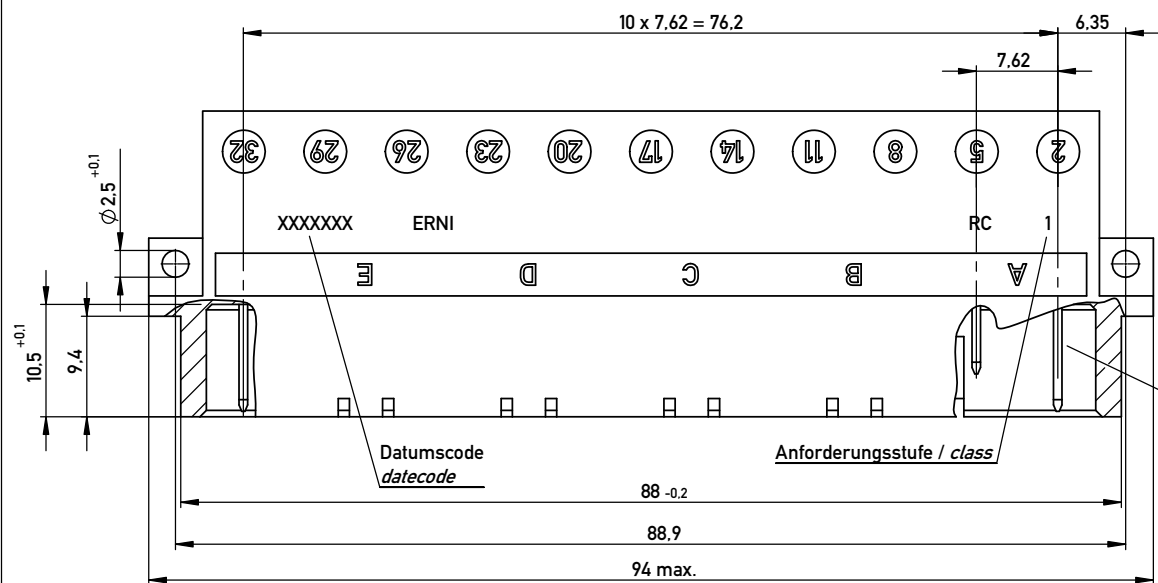 10 x 7,62 = 76,2
6,35
7,62
32 29 26 23 20 17 14 11 8 5 2
⌀ 2,5 +0,1
XXXXXXX ERNI RC 1
E D C B A
10,5 +0,1
9,4
Datumscode
datecode
Anforderungsstufe / class
88 -0,2
88,9
94 max.